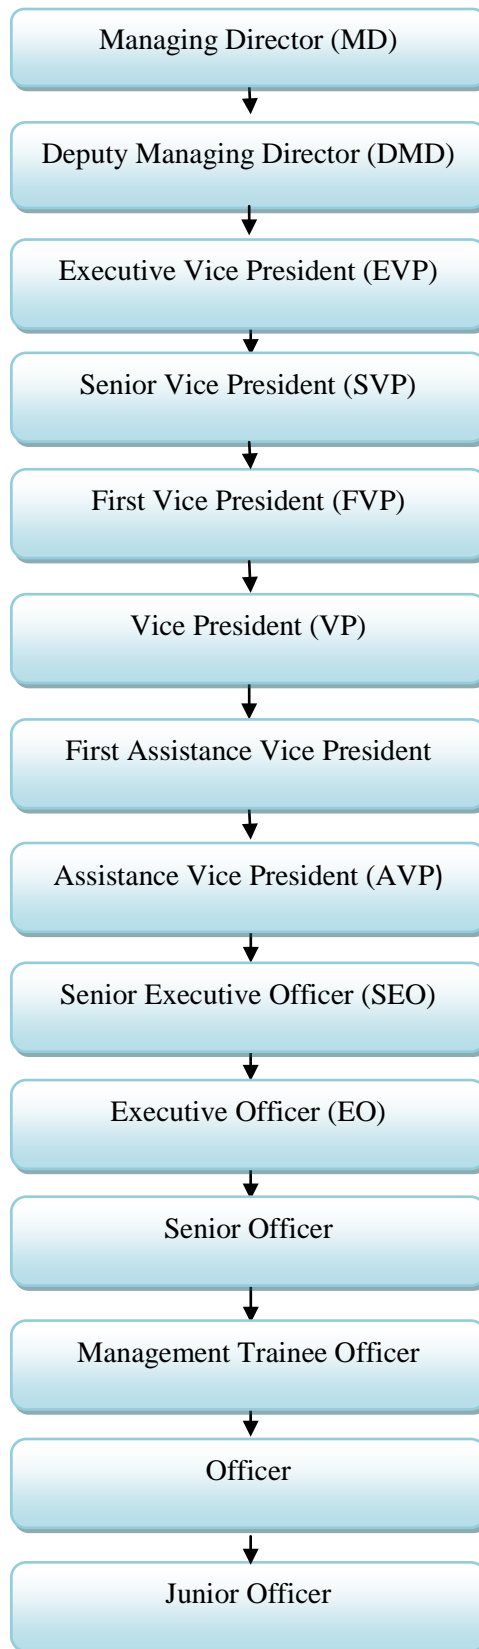 Managing Director (MD)
Deputy Managing Director (DMD)
Executive Vice President (EVP)
Senior Vice President (SVP)
First Vice President (FVP)
Vice President (VP)
First Assistance Vice President
Assistance Vice President (AVP)
Senior Executive Officer (SEO)
Executive Officer (EO)
Senior Officer
Management Trainee Officer
Officer
Junior Officer